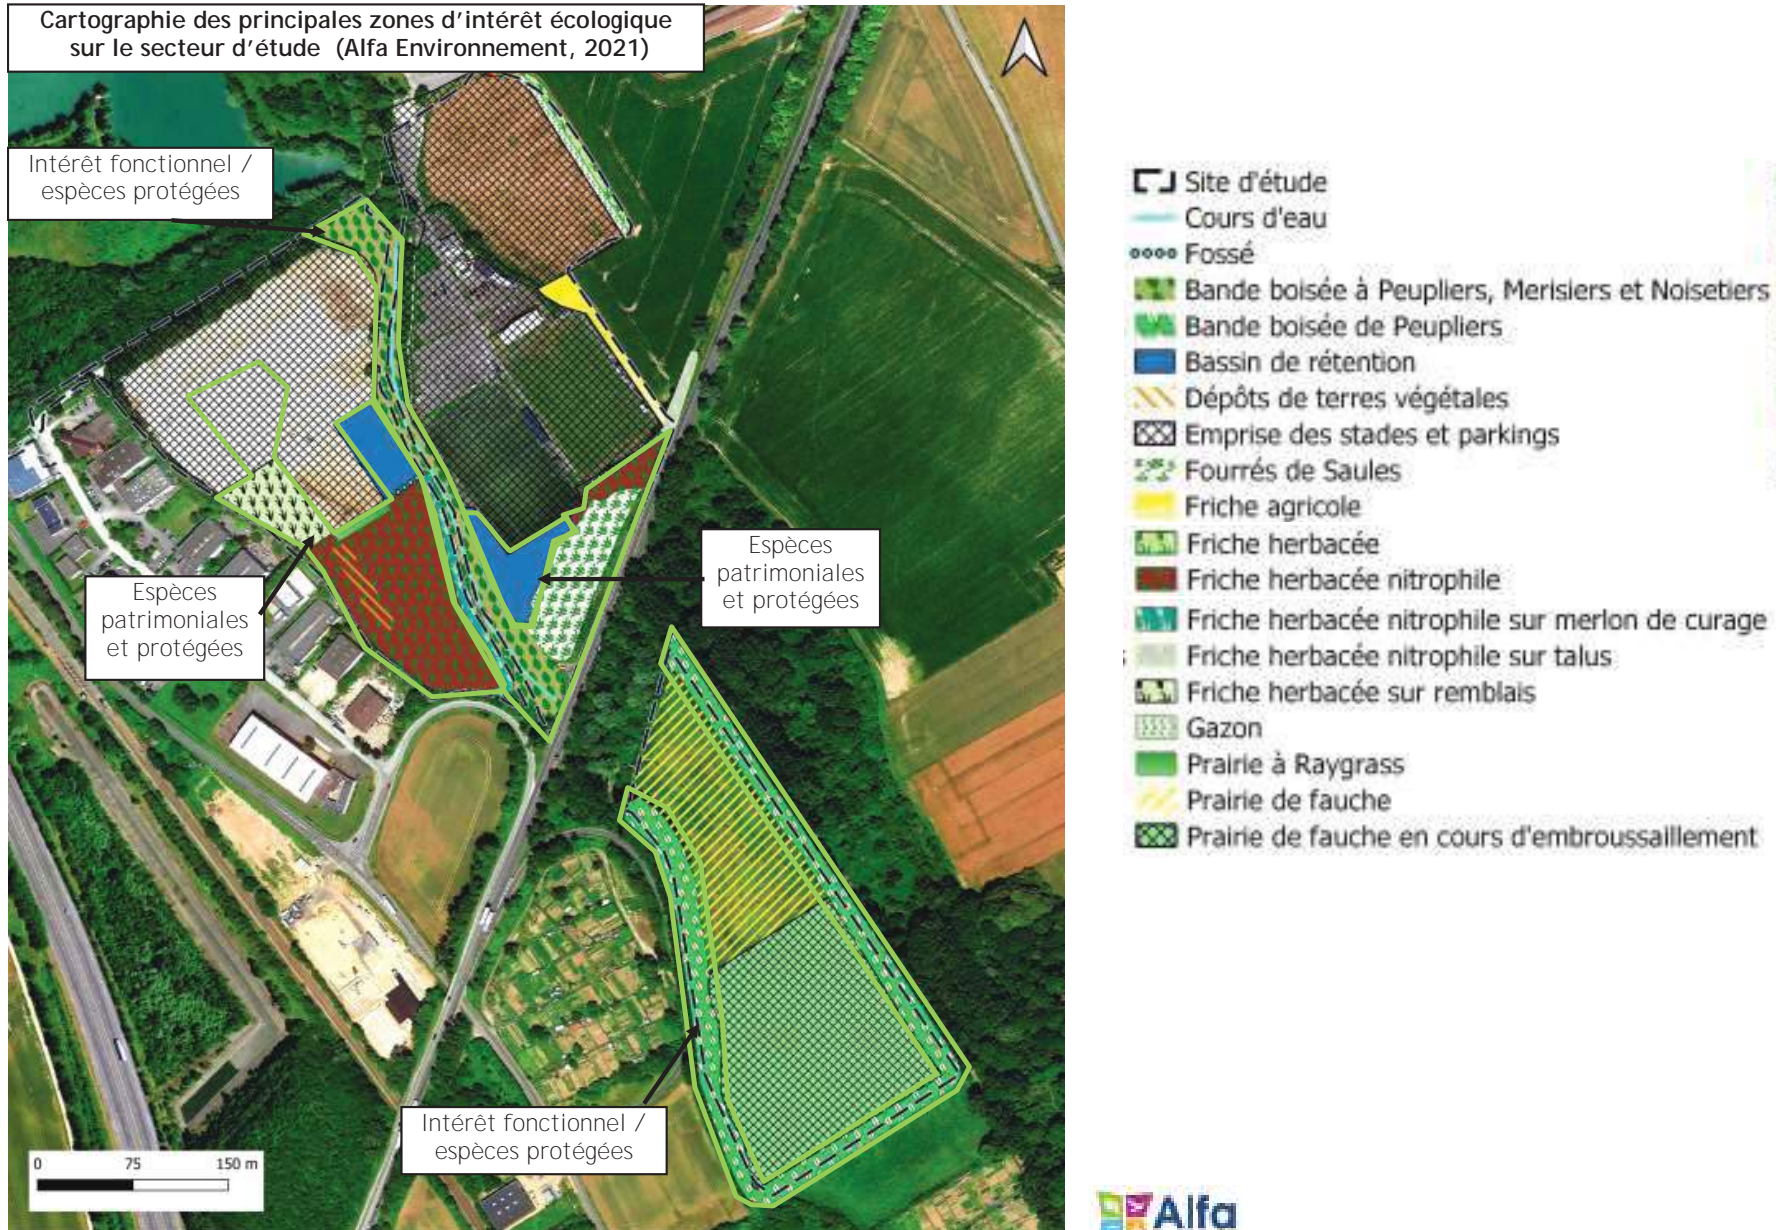 Cartographie des principales zones d'intérêt écologique
sur le secteur d'étude (Alfa Environnement, 2021)
Intérêt fonctionnel /
espèces protégées
Espèces
patrimoniales
et protégées
Espèces
patrimoniales
et protégées
Intérêt fonctionnel /
espèces protégées
0 75 150 m
Site d'étude
Cours d'eau
Fossé
Bande boisée à Peupliers, Merisiers et Noisetiers
Bande boisée de Peupliers
Bassin de rétention
Dépôts de terres végétales
Emprise des stades et parkings
Fourrés de Saules
Friche agricole
Friche herbacée
Friche herbacée nitrophile
Friche herbacée nitrophile sur merlon de curage
Friche herbacée nitrophile sur talus
Friche herbacée sur remblais
Gazon
Prairie à Raygrass
Prairie de fauche
Prairie de fauche en cours d'embroussaillement
Alfa